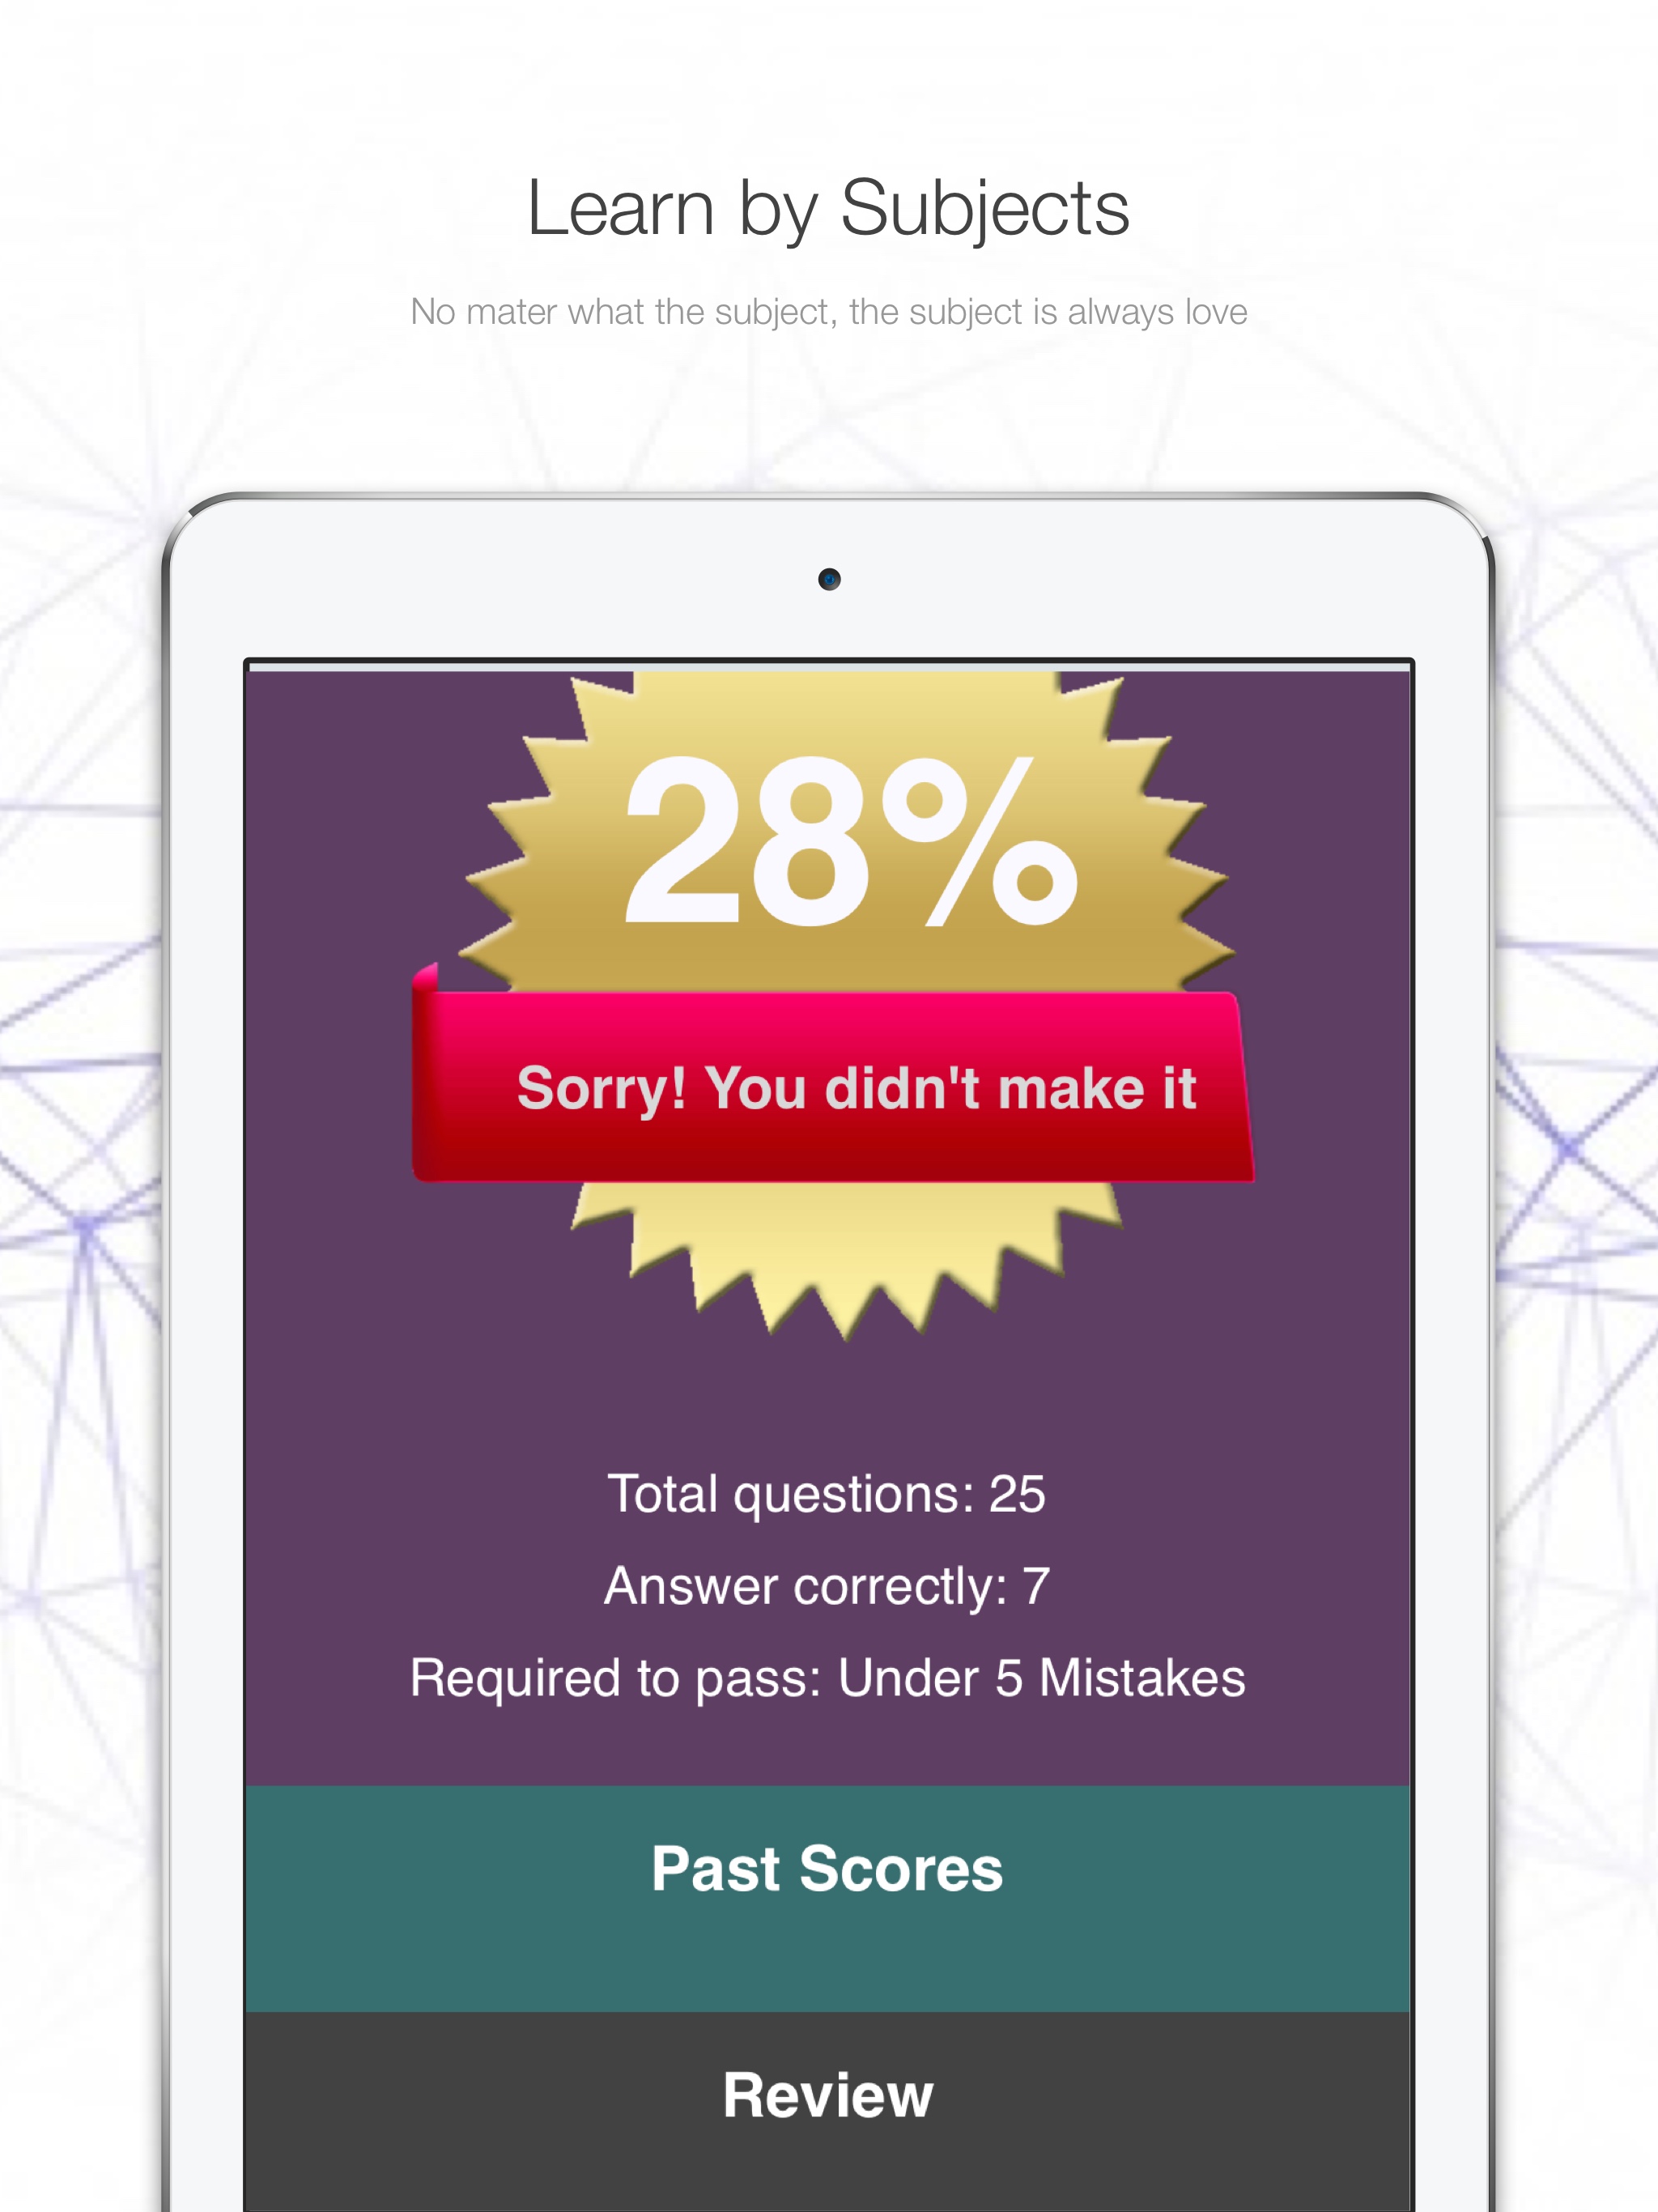 Learn by Subjects
No mater what the subject, the subject is always love
28%
Sorry! You didn't make it
Total questions: 25
Answer correctly: 7
Required to pass: Under 5 Mistakes
Past Scores
Review